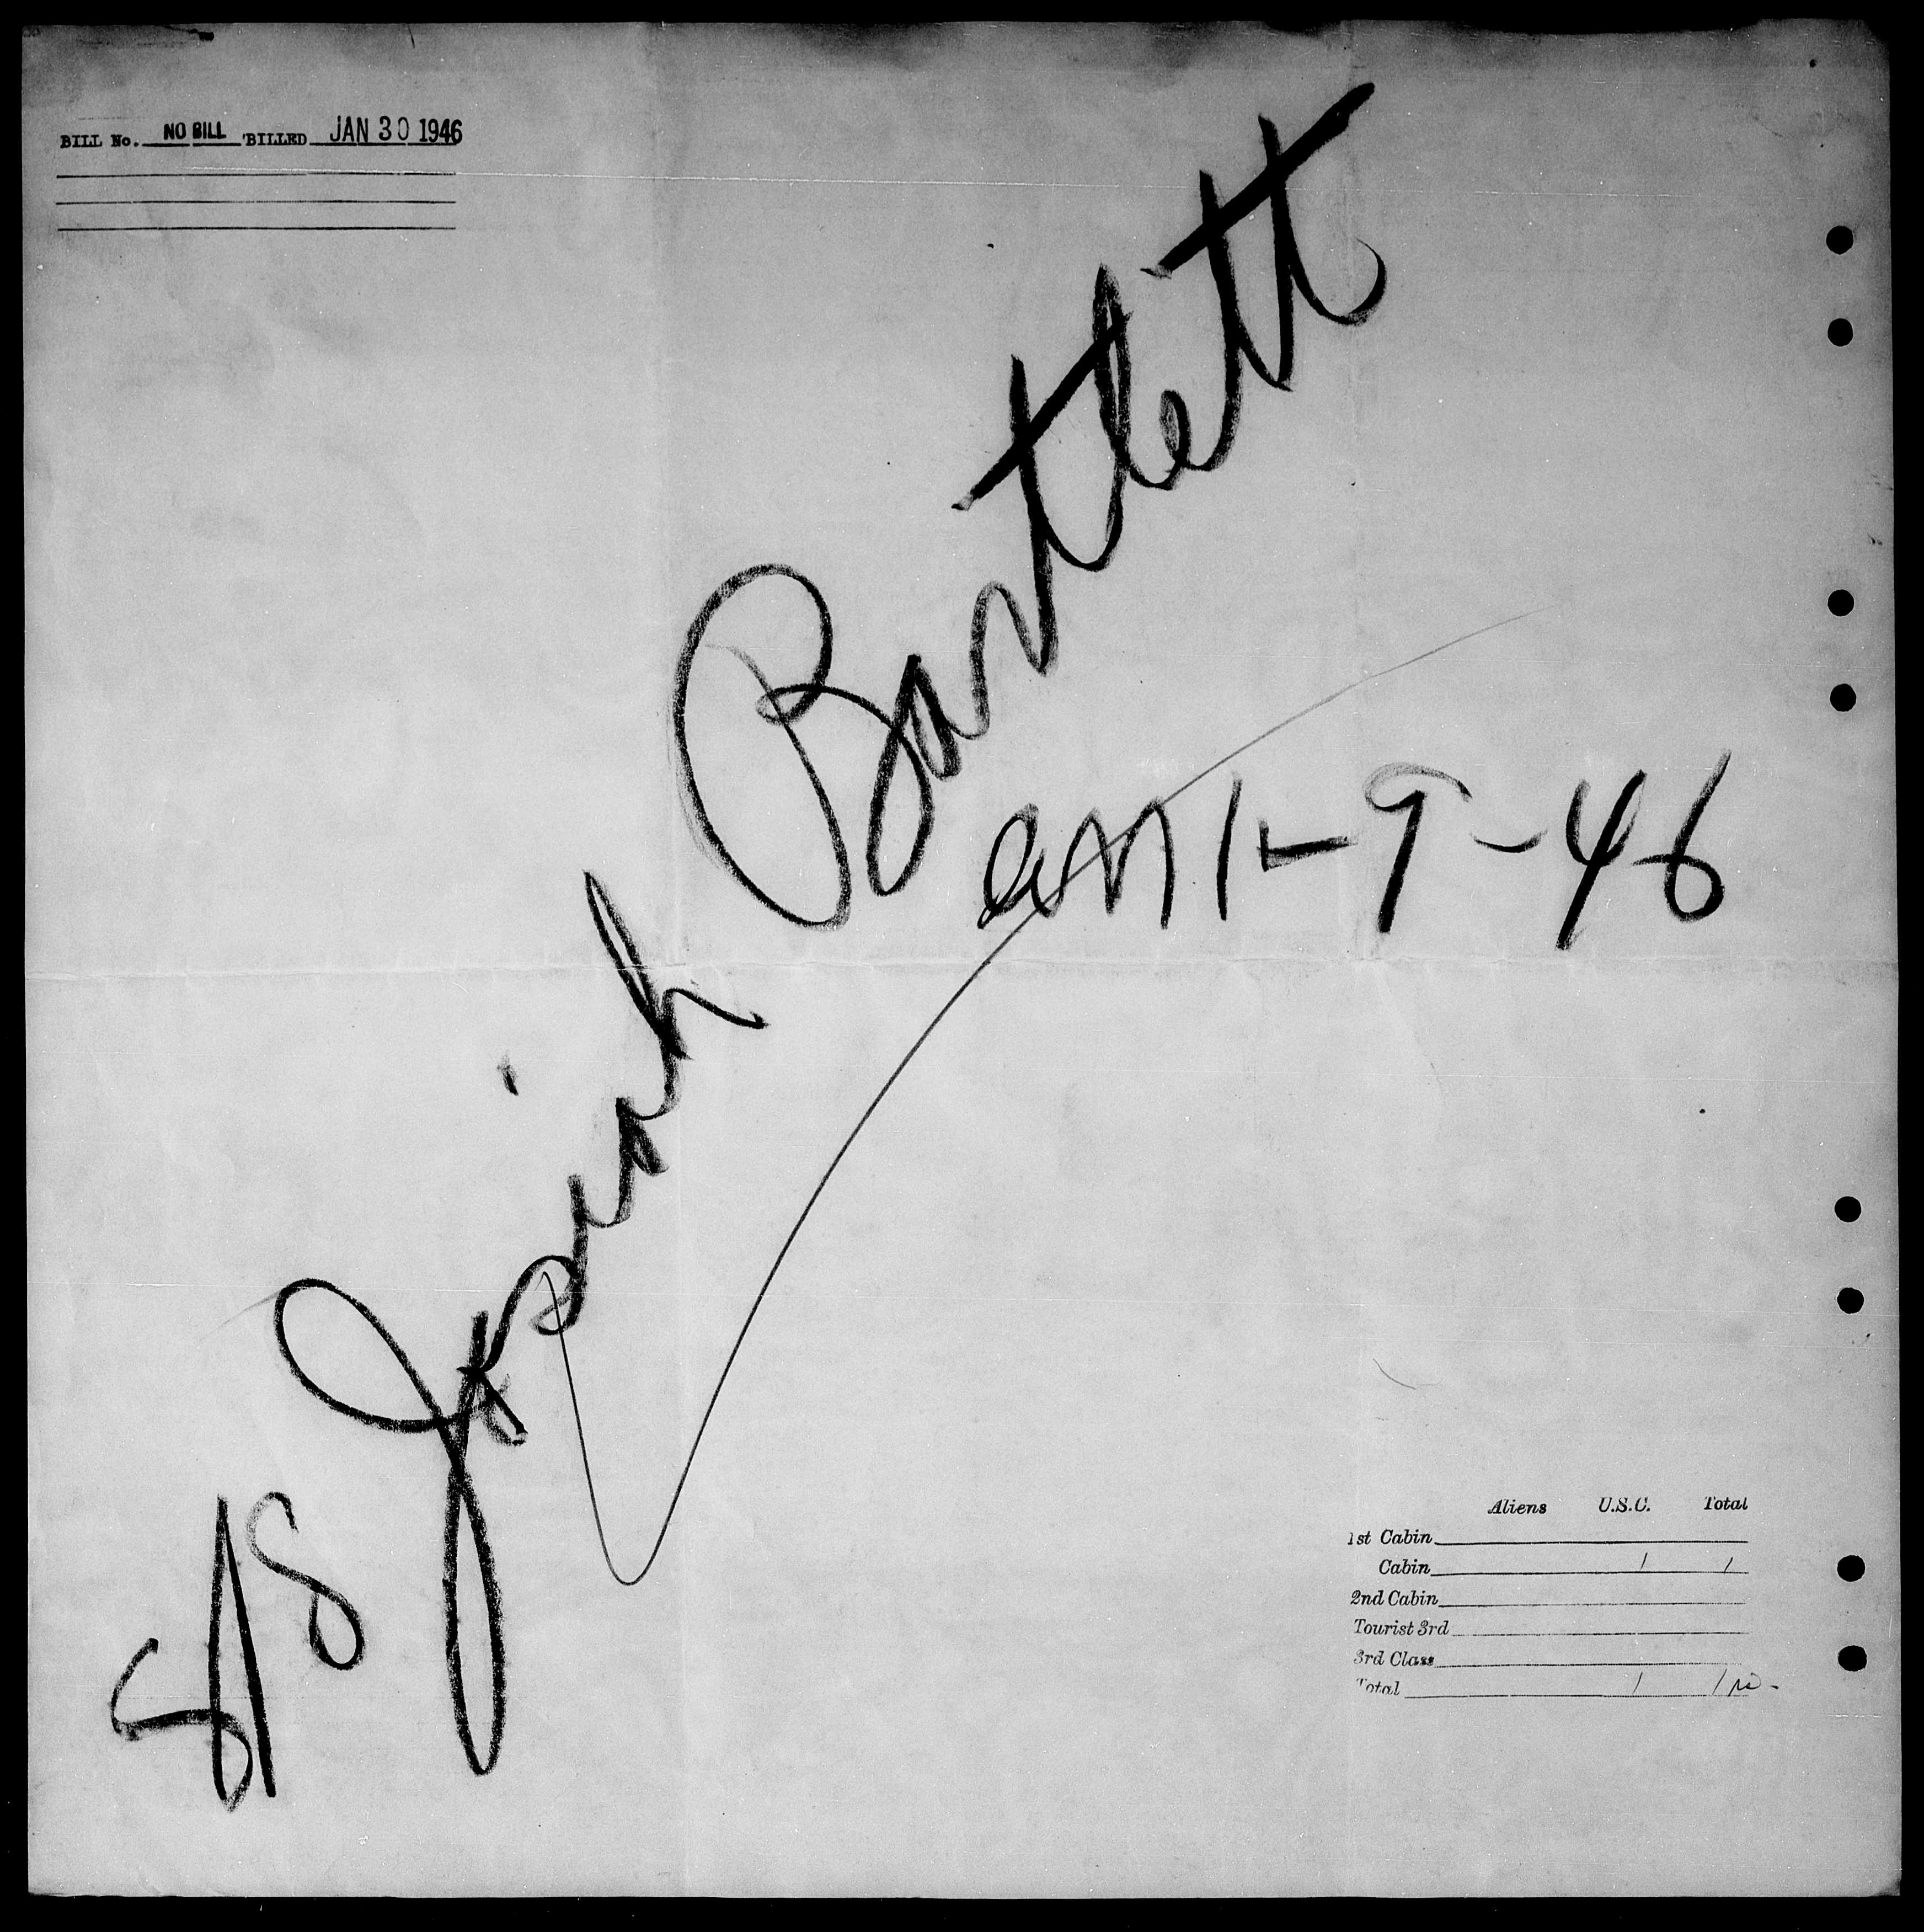 BILL No. NO BILL BILLED JAN 30 1946
S/S Josiah Bartlett
am 1-9-46
Aliens U.S.C. Total
1st Cabin
Cabin 1 1
2nd Cabin
Tourist 3rd
3rd Class
Total 1 1